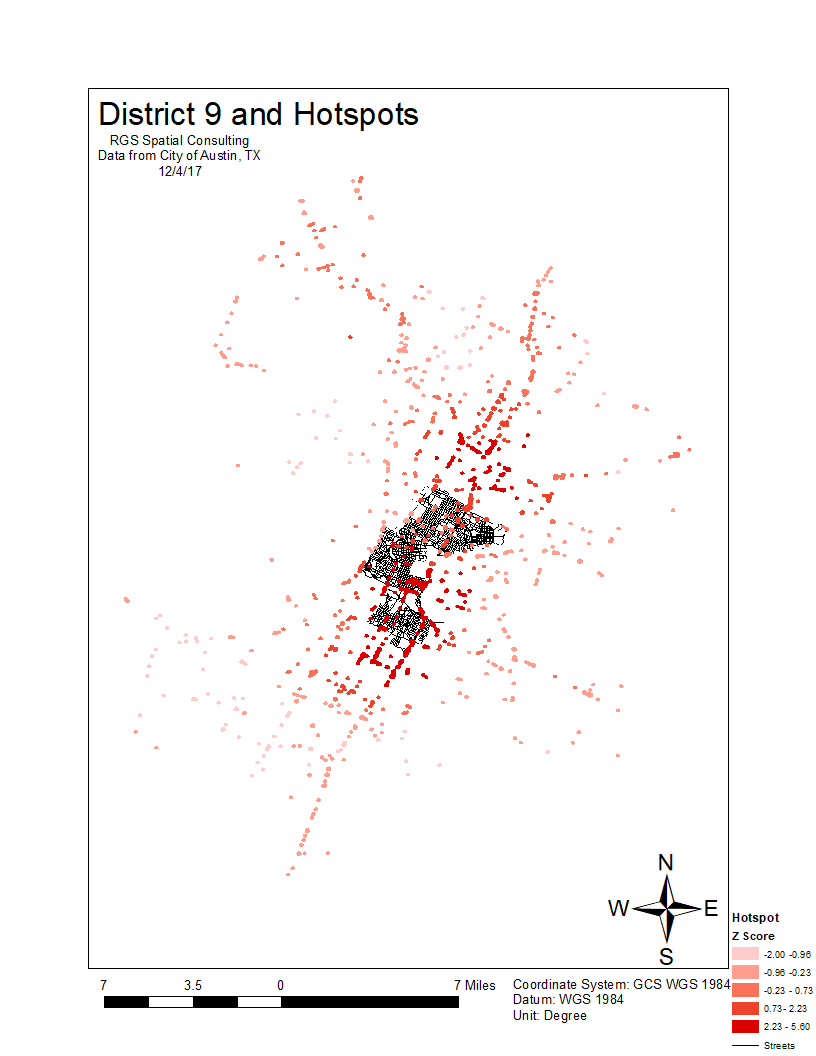 District 9 and Hotspots
RGS Spatial Consulting
Data from City of Austin, TX
12/4/17
N
W E
S
Hotspot
Z Score
-2.00 -0.96
-0.96 -0.23
-0.23 - 0.73
0.73- 2.23
2.23 - 5.60
Streets
7 3.5 0 7 Miles
Coordinate System: GCS WGS 1984
Datum: WGS 1984
Unit: Degree